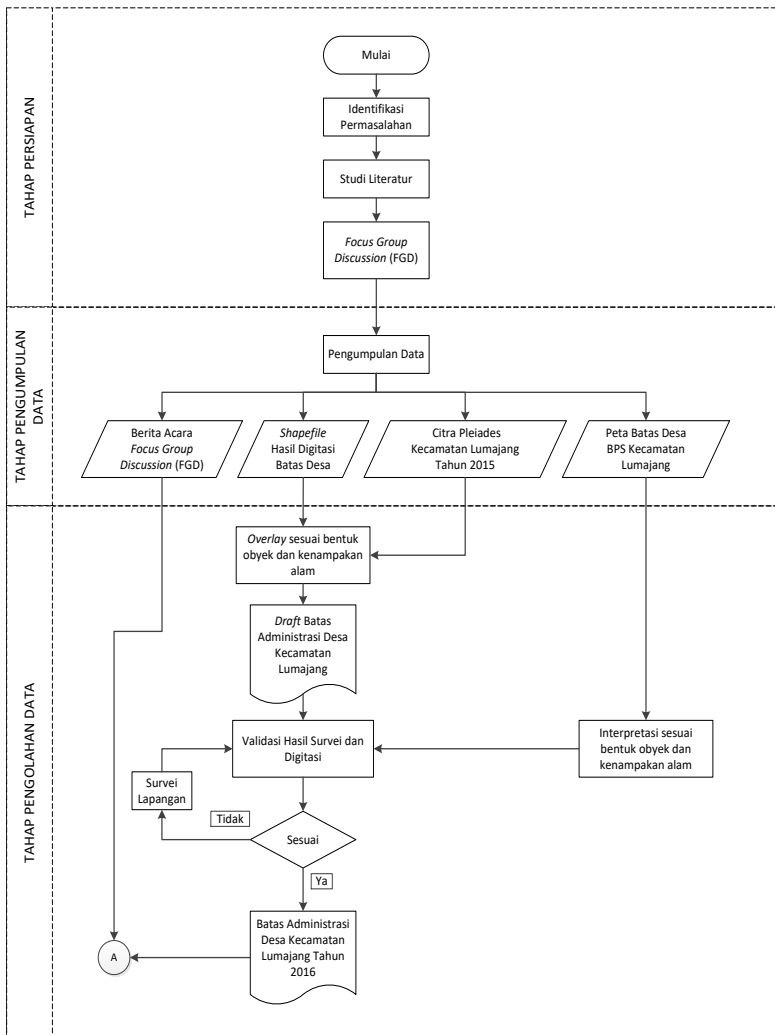 TAHAP PERSIAPAN
Mulai
Identifikasi
Permasalahan
Studi Literatur
Focus Group
Discussion (FGD)
TAHAP PENGUMPULAN
DATA
Pengumpulan Data
Berita Acara
Focus Group
Discussion (FGD)
Shapefile
Hasil Digitasi
Batas Desa
Citra Pleiades
Kecamatan Lumajang
Tahun 2015
Peta Batas Desa
BPS Kecamatan
Lumajang
TAHAP PENGOLAHAN DATA
Overlay sesuai bentuk
obyek dan kenampakan
alam
Draft Batas
Administrasi Desa
Kecamatan
Lumajang
Validasi Hasil Survei dan
Digitasi
Interpretasi sesuai
bentuk obyek dan
kenampakan alam
Survei
Lapangan
Tidak
Sesuai
Ya
Batas Administrasi
Desa Kecamatan
Lumajang Tahun
2016
A